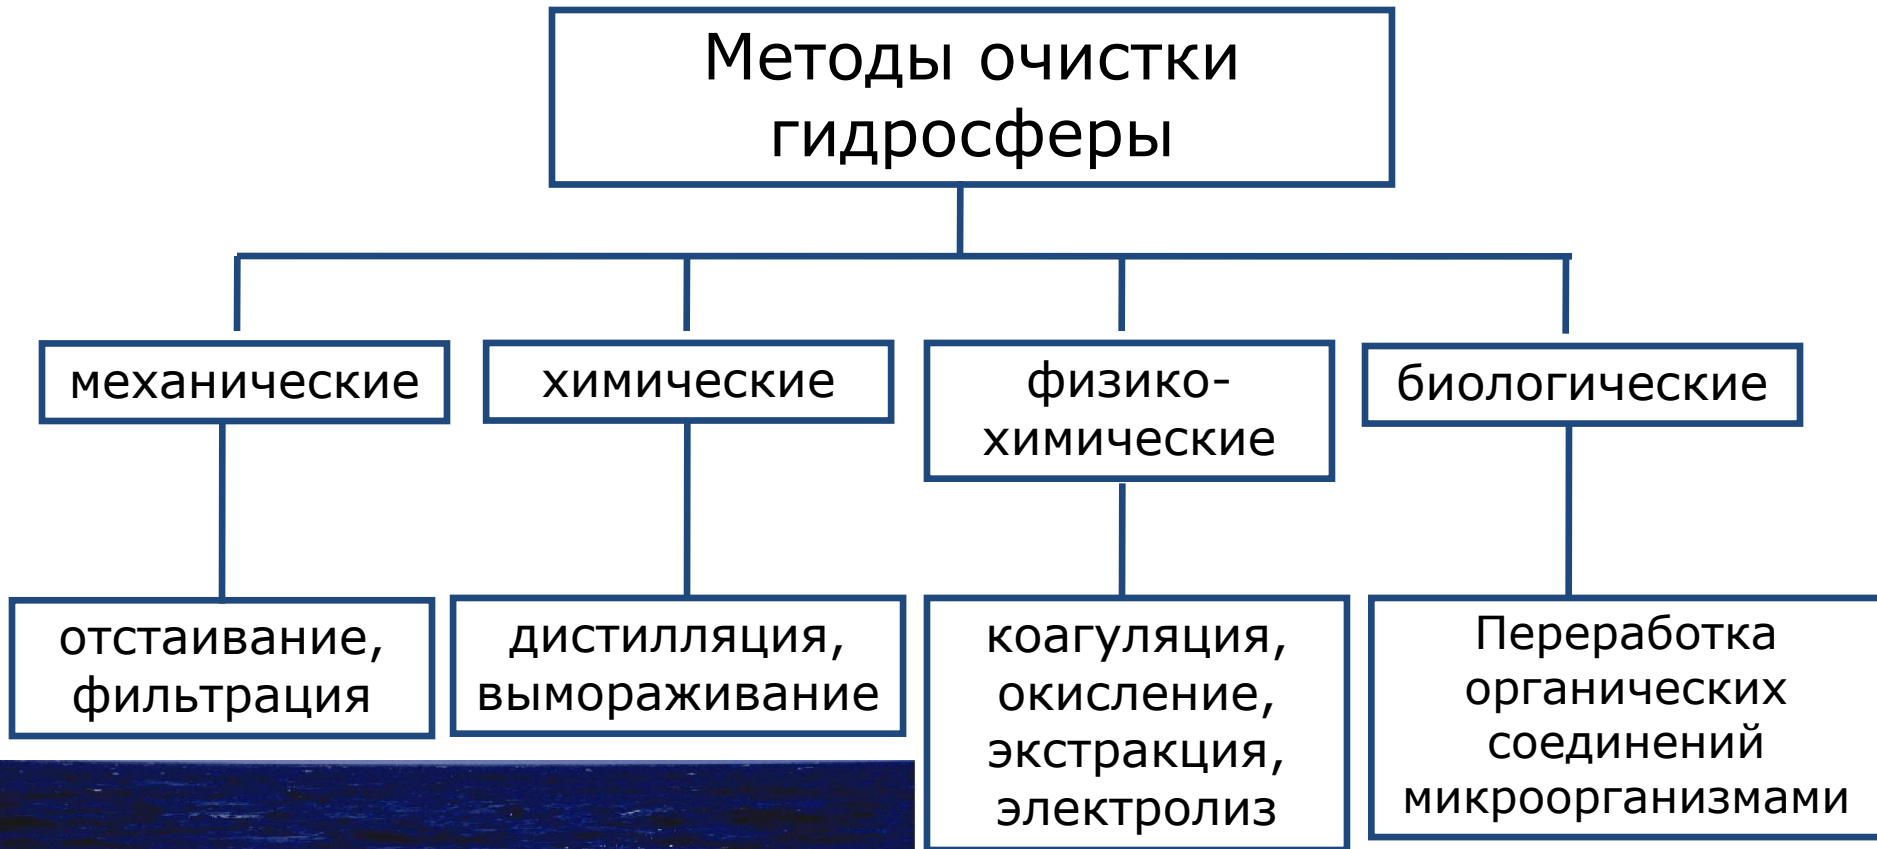 Методы очистки
гидросферы
механические
химические
физико-
химические
биологические
отстаивание,
фильтрация
дистилляция,
вымораживание
коагуляция,
окисление,
экстракция,
электролиз
Переработка
органических
соединений
микроорганизмами